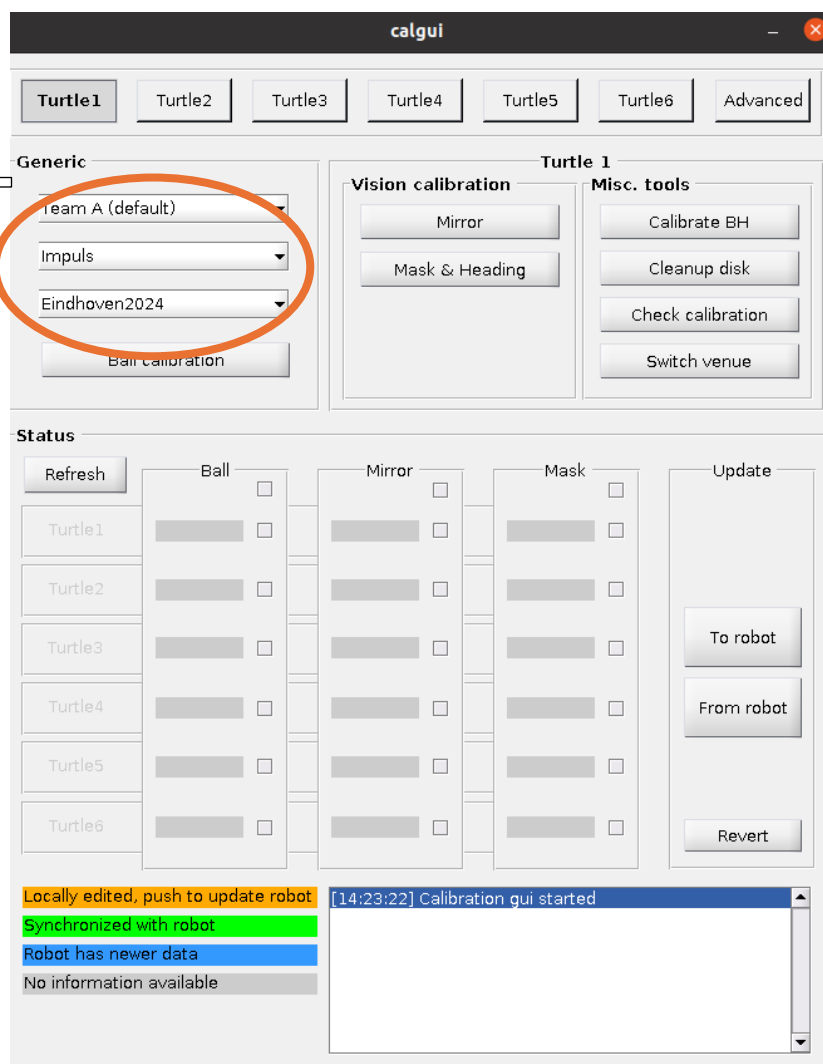 calgui
Turtle1 Turtle2 Turtle3 Turtle4 Turtle5 Turtle6 Advanced
Generic
Team A (default)
Impuls
Eindhoven2024
Ball calibration
Turtle 1
Vision calibration
Mirror
Mask & Heading
Misc. tools
Calibrate BH
Cleanup disk
Check calibration
Switch venue
Status
Refresh Ball Mirror Mask Update
Turtle1
Turtle2
Turtle3
Turtle4
Turtle5
Turtle6
To robot
From robot
Revert
Locally edited, push to update robot
Synchronized with robot
Robot has newer data
No information available
[14:23:22] Calibration gui started